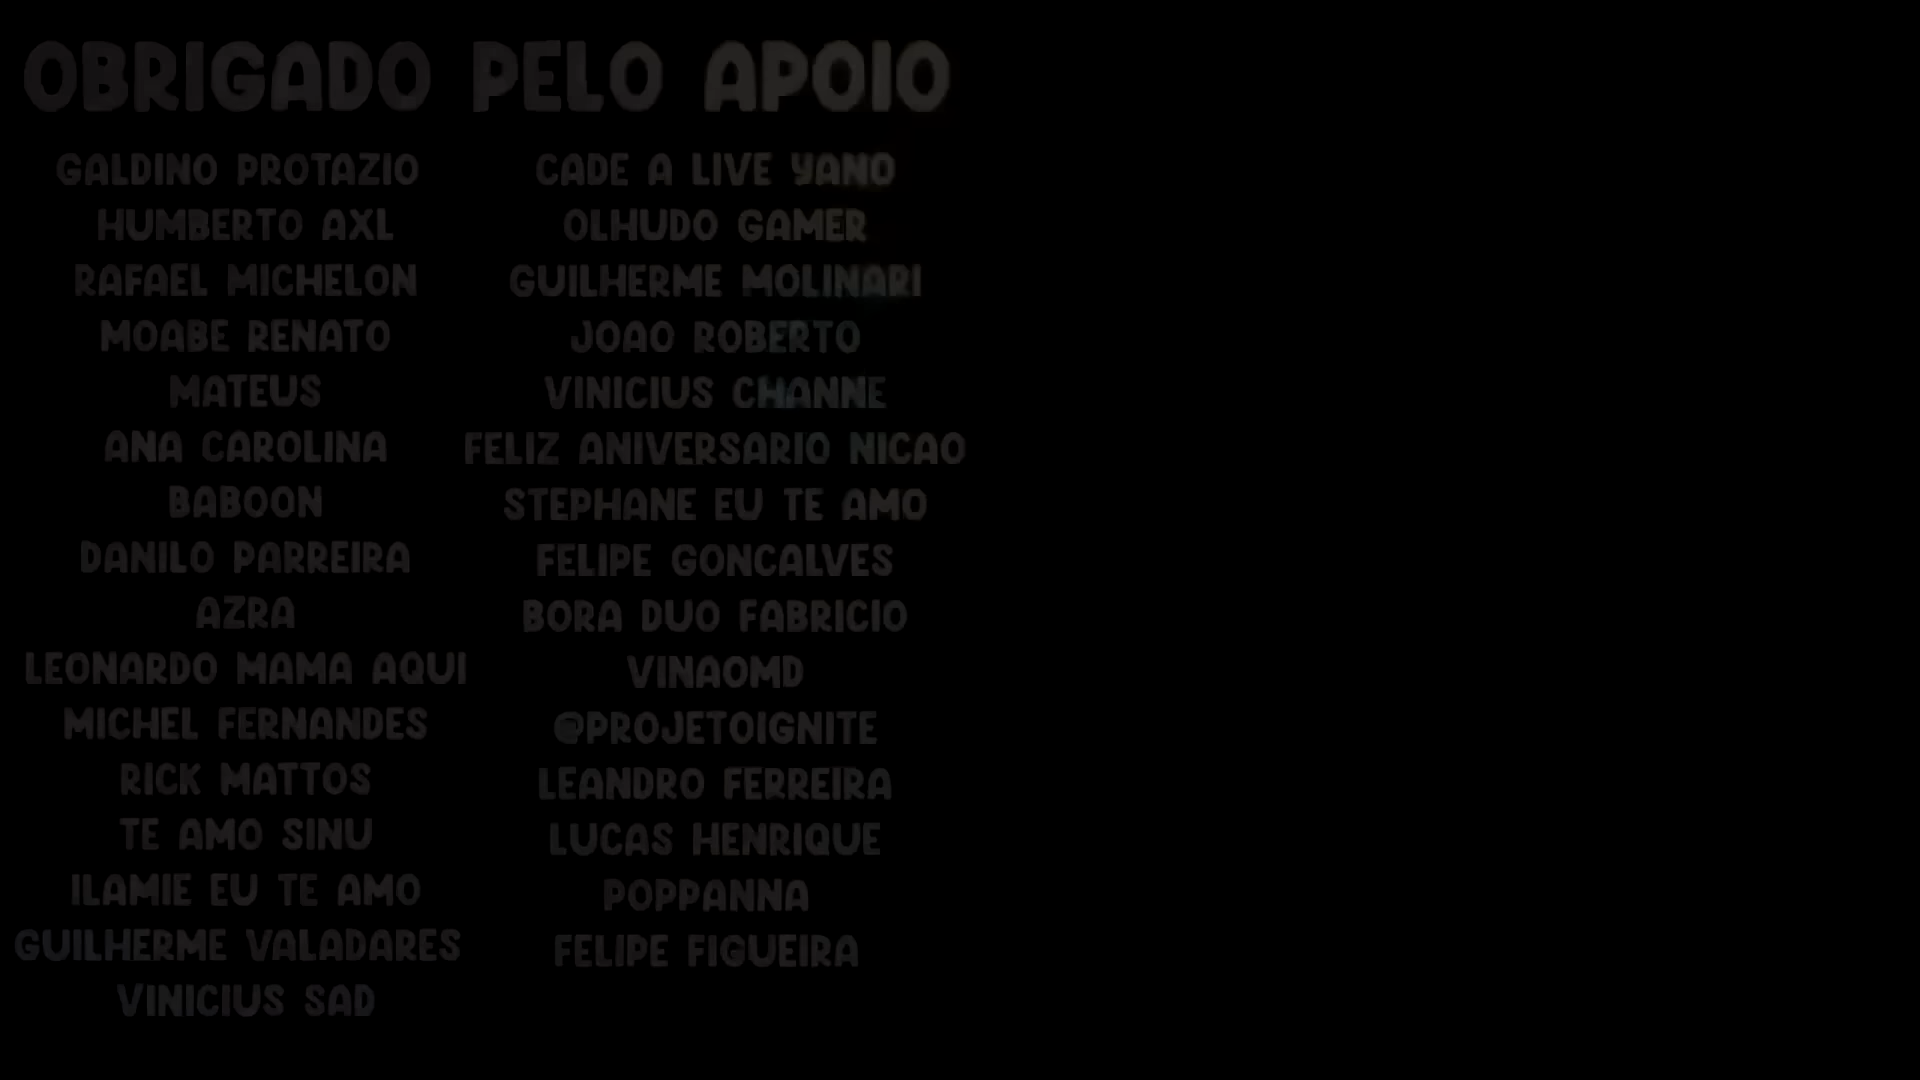 OBRIGADO PELO APOIO
GALDINO PROTAZIO
HUMBERTO AXL
RAFAEL MICHELON
MOABE RENATO
MATEUS
ANA CAROLINA
BABOON
DANILO PARREIRA
AZRA
LEONARDO MAMA AQUI
MICHEL FERNANDES
RICK MATTOS
TE AMO SINU
ILAMIE EU TE AMO
GUILHERME VALADARES
VINICIUS SAD
CADE A LIVE YANO
OLHUDO GAMER
GUILHERME MOLINARI
JOAO ROBERTO
VINICIUS CHANNE
FELIZ ANIVERSARIO NICAO
STEPHANE EU TE AMO
FELIPE GONCALVES
BORA DUO FABRICIO
VINAOMD
@PROJETOIGNITE
LEANDRO FERREIRA
LUCAS HENRIQUE
POPPANNA
FELIPE FIGUEIRA